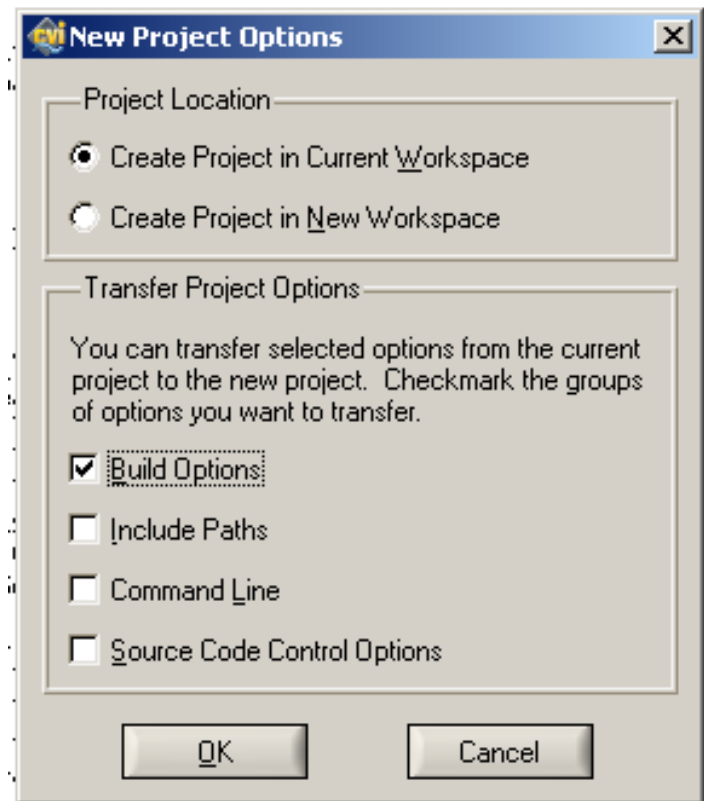 CVI New Project Options
Project Location
Create Project in Current Workspace
Create Project in New Workspace
Transfer Project Options
You can transfer selected options from the current
project to the new project. Checkmark the groups
of options you want to transfer.
Build Options
Include Paths
Command Line
Source Code Control Options
OK Cancel